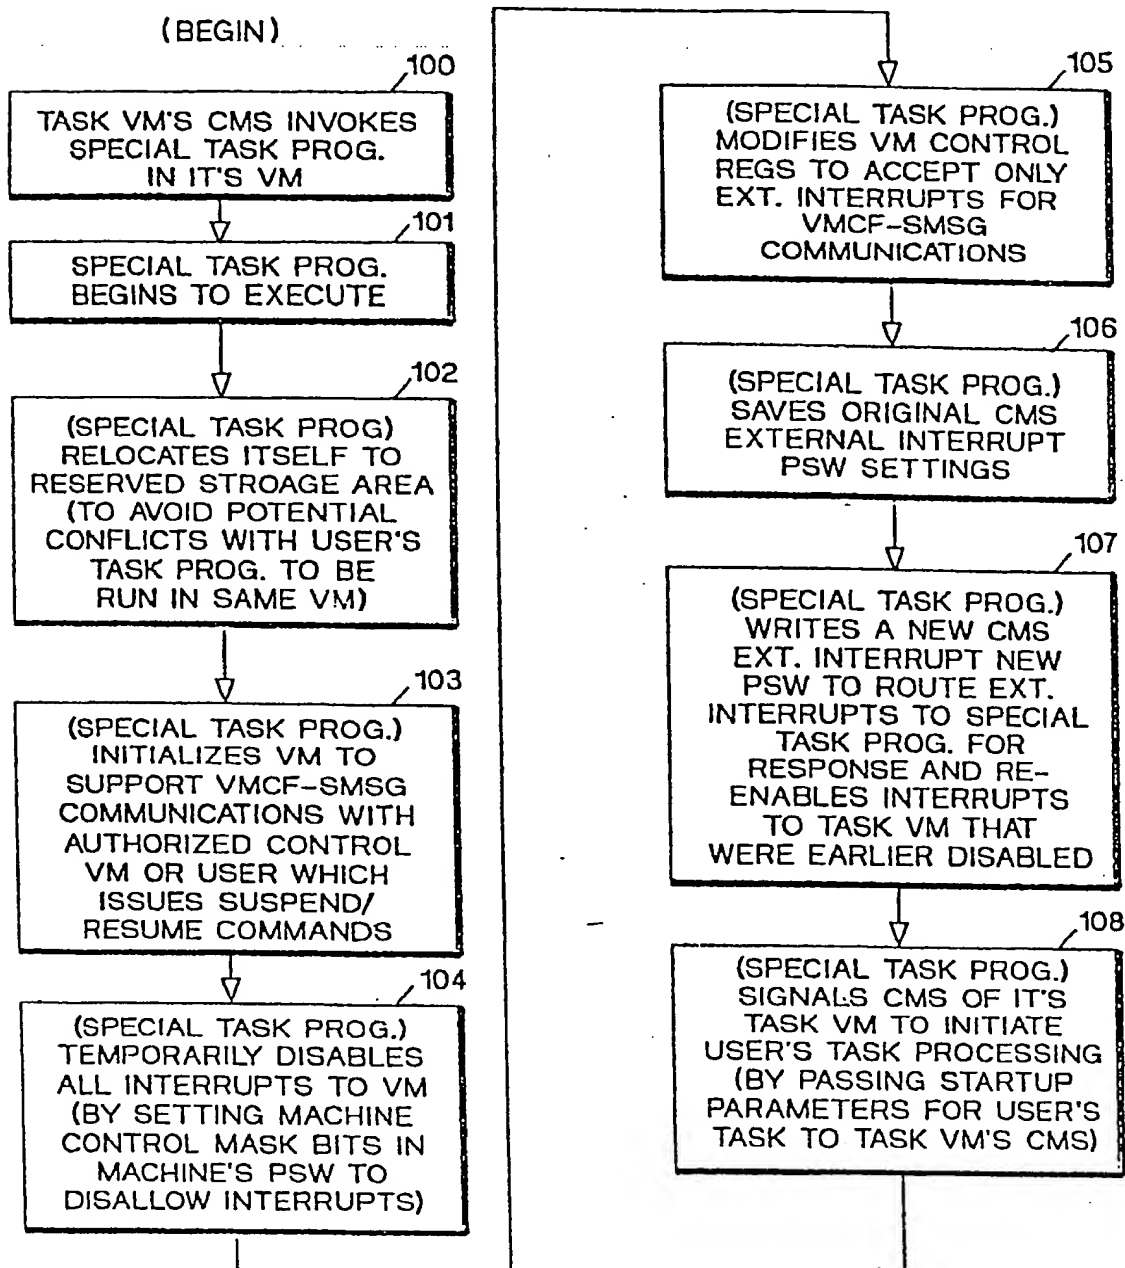 (BEGIN)
100
TASK VM'S CMS INVOKES
SPECIAL TASK PROG.
IN IT'S VM
101
SPECIAL TASK PROG.
BEGINS TO EXECUTE
102
(SPECIAL TASK PROG)
RELOCATES ITSELF TO
RESERVED STROAGE AREA
(TO AVOID POTENTIAL
CONFLICTS WITH USER'S
TASK PROG. TO BE
RUN IN SAME VM)
103
(SPECIAL TASK PROG.)
INITIALIZES VM TO
SUPPORT VMCF-SMSG
COMMUNICATIONS WITH
AUTHORIZED CONTROL
VM OR USER WHICH
ISSUES SUSPEND/
RESUME COMMANDS
104
(SPECIAL TASK PROG.)
TEMPORARILY DISABLES
ALL INTERRUPTS TO VM
(BY SETTING MACHINE
CONTROL MASK BITS IN
MACHINE'S PSW TO
DISALLOW INTERRUPTS)
105
(SPECIAL TASK PROG.)
MODIFIES VM CONTROL
REGS TO ACCEPT ONLY
EXT. INTERRUPTS FOR
VMCF-SMSG
COMMUNICATIONS
106
(SPECIAL TASK PROG.)
SAVES ORIGINAL CMS
EXTERNAL INTERRUPT
PSW SETTINGS
107
(SPECIAL TASK PROG.)
WRITES A NEW CMS
EXT. INTERRUPT NEW
PSW TO ROUTE EXT.
INTERRUPTS TO SPECIAL
TASK PROG. FOR
RESPONSE AND RE-
ENABLES INTERRUPTS
TO TASK VM THAT
WERE EARLIER DISABLED
108
(SPECIAL TASK PROG.)
SIGNALS CMS OF IT'S
TASK VM TO INITIATE
USER'S TASK PROCESSING
(BY PASSING STARTUP
PARAMETERS FOR USER'S
TASK TO TASK VM'S CMS)